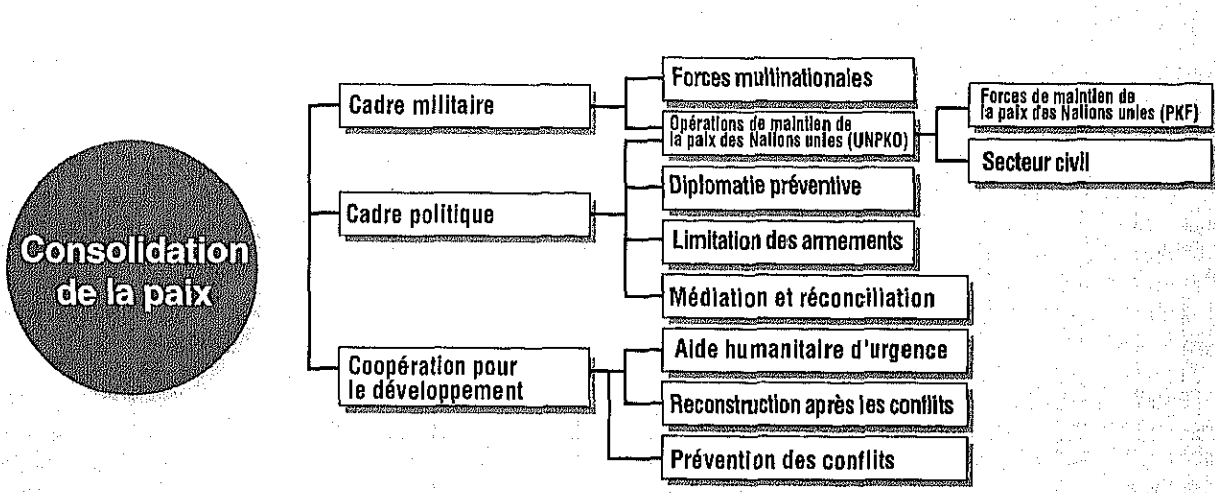 Consolidation
de la paix
Cadre militaire
Cadre politique
Coopération pour
le développement
Forces multinationales
Opérations de maintien de
la paix des Nations unies (UNPKO)
Diplomatie préventive
Limitation des armements
Médiation et réconciliation
Aide humanitaire d'urgence
Reconstruction après les conflits
Prévention des conflits
Forces de maintien de
la paix des Nations unies (PKF)
Secteur civil